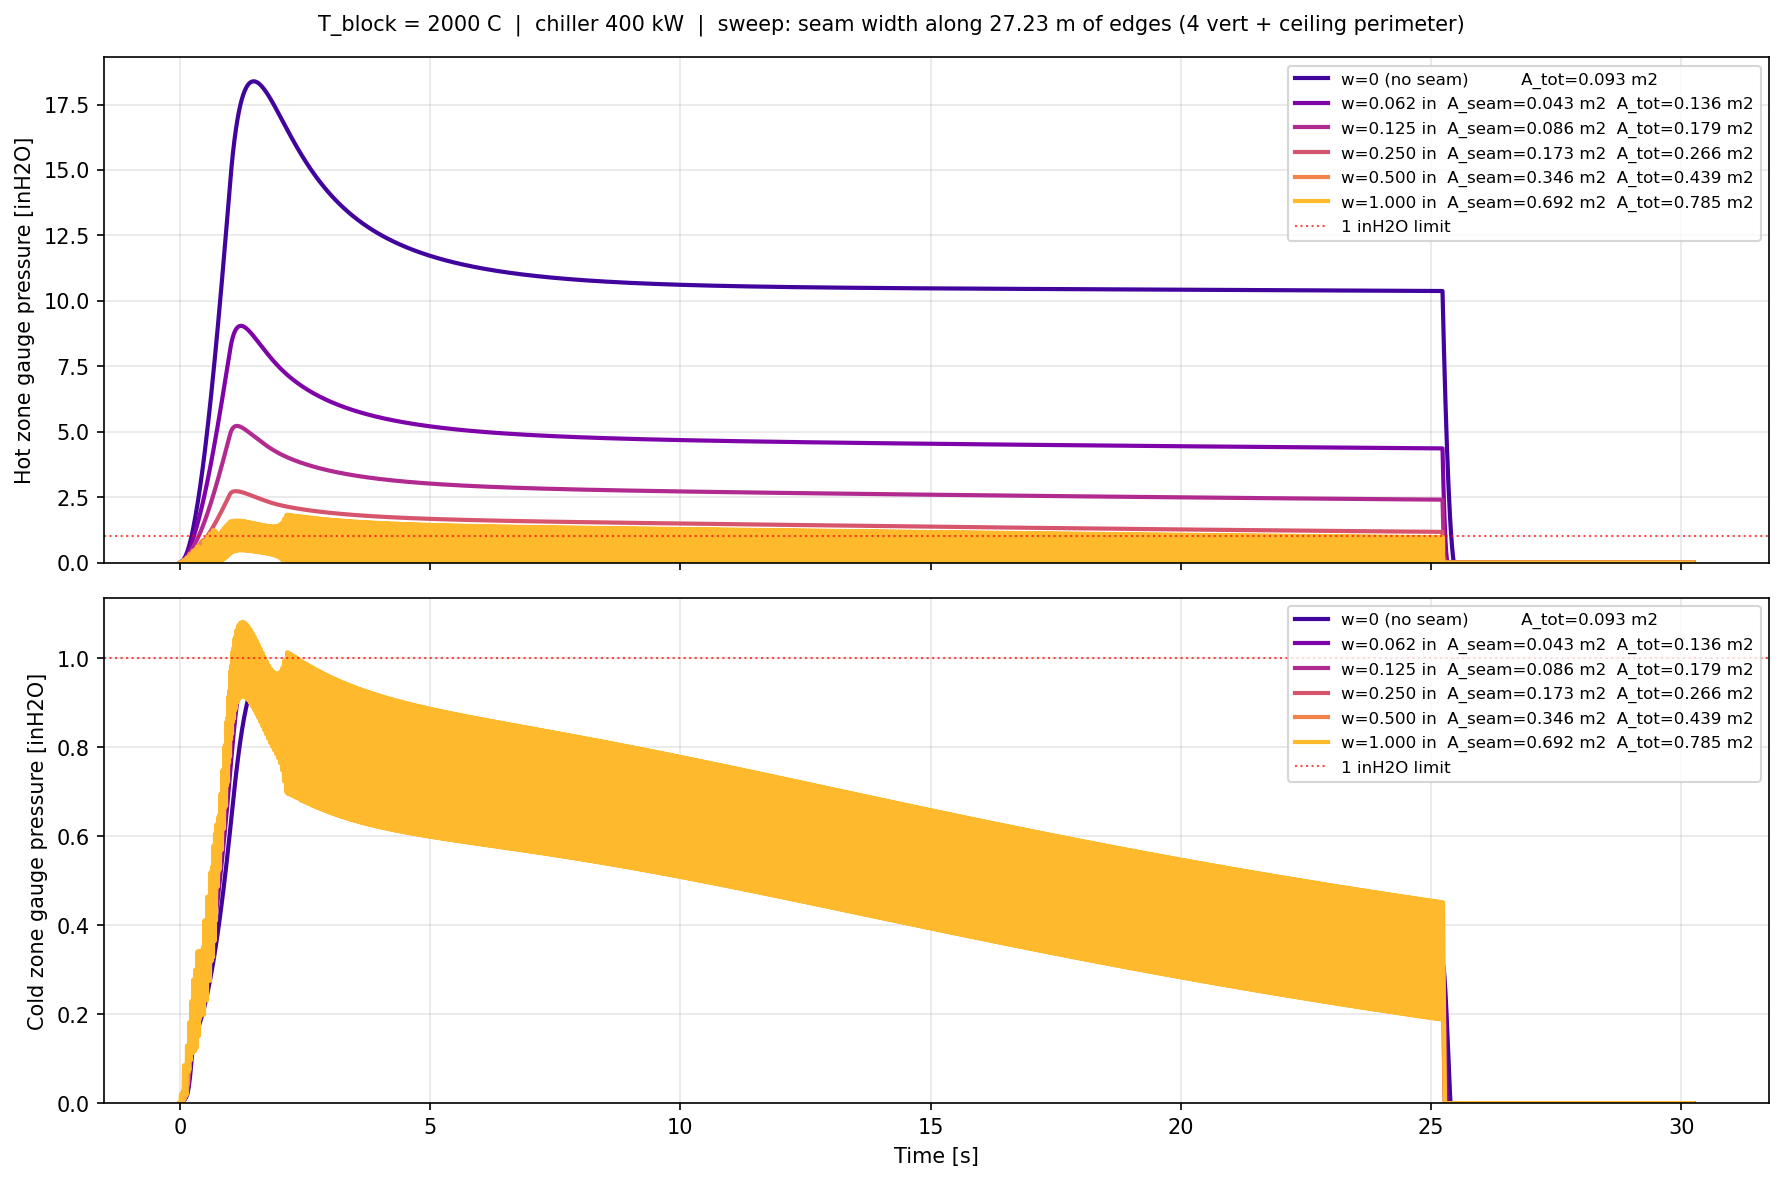 T_block = 2000 C  |  chiller 400 kW  |  sweep: seam width along 27.23 m of edges (4 vert + ceiling perimeter)
Hot zone gauge pressure [inH2O]
17.5
15.0
12.5
10.0
7.5
5.0
2.5
0.0
w=0 (no seam)          A_tot=0.093 m2
w=0.062 in  A_seam=0.043 m2  A_tot=0.136 m2
w=0.125 in  A_seam=0.086 m2  A_tot=0.179 m2
w=0.250 in  A_seam=0.173 m2  A_tot=0.266 m2
w=0.500 in  A_seam=0.346 m2  A_tot=0.439 m2
w=1.000 in  A_seam=0.692 m2  A_tot=0.785 m2
1 inH2O limit
Cold zone gauge pressure [inH2O]
1.0
0.8
0.6
0.4
0.2
0.0
w=0 (no seam)          A_tot=0.093 m2
w=0.062 in  A_seam=0.043 m2  A_tot=0.136 m2
w=0.125 in  A_seam=0.086 m2  A_tot=0.179 m2
w=0.250 in  A_seam=0.173 m2  A_tot=0.266 m2
w=0.500 in  A_seam=0.346 m2  A_tot=0.439 m2
w=1.000 in  A_seam=0.692 m2  A_tot=0.785 m2
1 inH2O limit
0 5 10 15 20 25 30
Time [s]